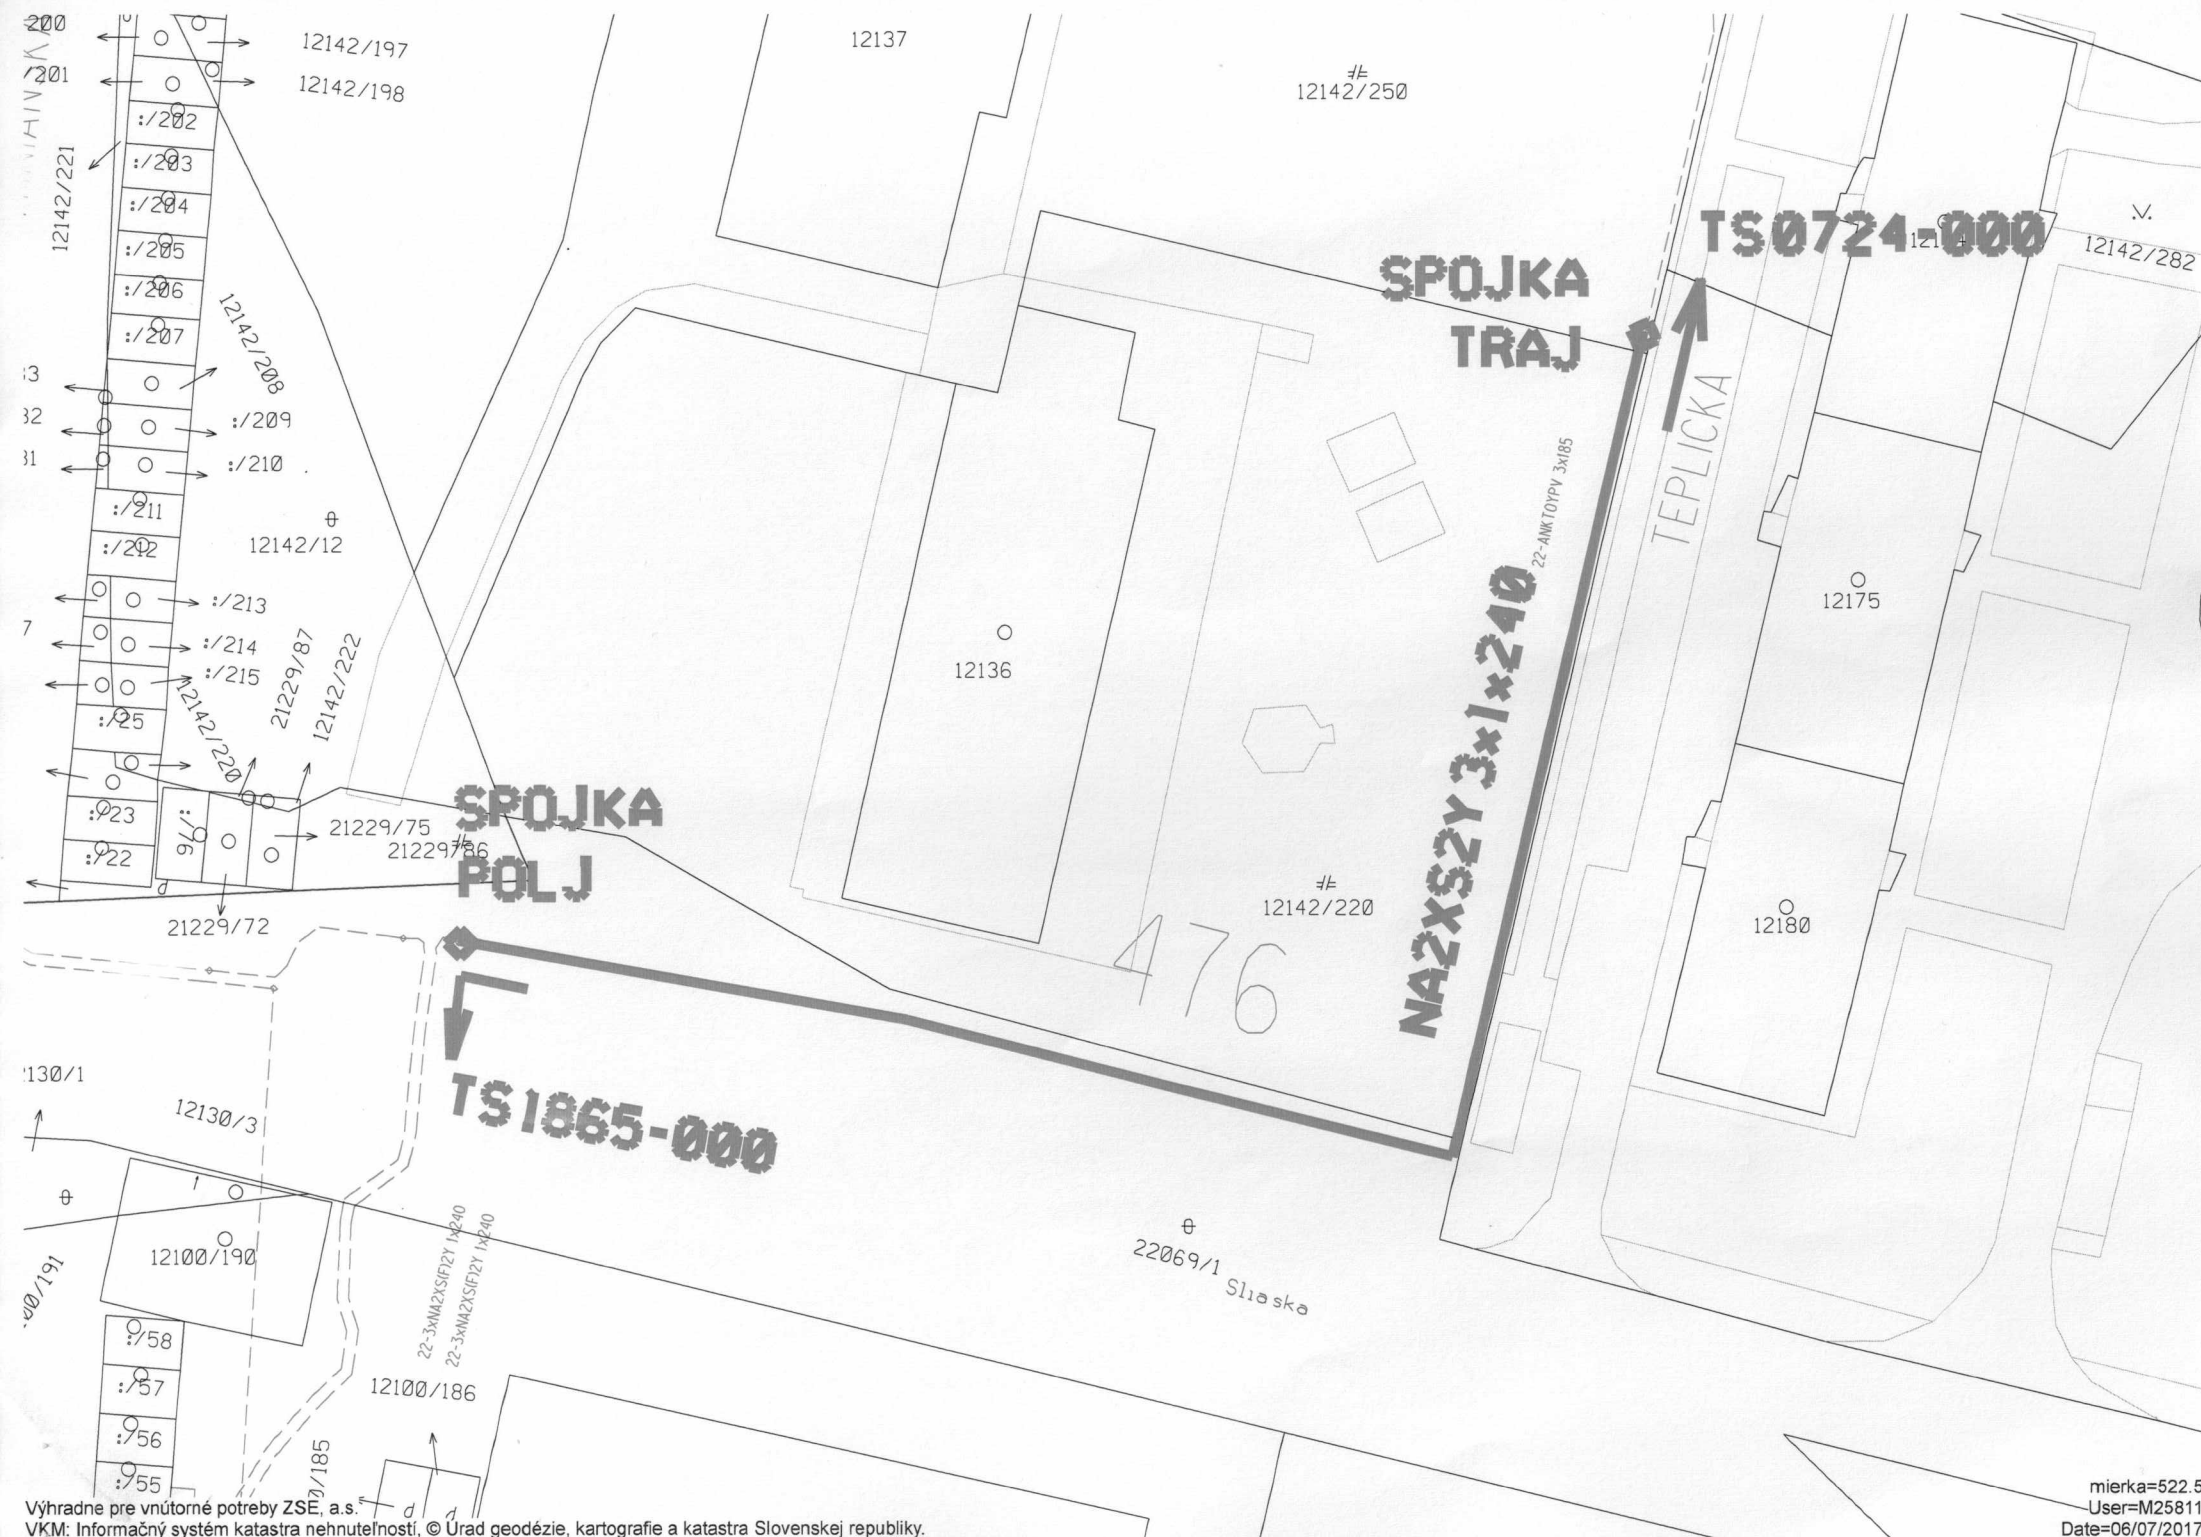 200
12142/197
12137
12142/250
/201
12142/198
:/202
:/203
12142/221
:/204
:/205
:/206
:/207
12142/208
TS0724-000
12142/282
SPOJKA
TRAJ
TEPLICKA
:/209
:/210
:/211
:/212
12142/12
22-ANKTOYPV 3x185
NA2XS2Y 3x1x240
12175
12136
:/213
:/214
:/215
:/25
12142/220
21229/87
12142/222
:/23
:/22
:/96
21229/75
21229/86
SPOJKA
POLJ
21229/72
12142/220
476
12180
TS1865-000
12130/3
12100/190
22-3xNA2XS(F)2Y 1x240
22-3xNA2XS(F)2Y 1x240
22069/1
Sliaska
:/58
:/57
:/56
:/55
12100/186
Výhradne pre vnútorné potreby ZSE, a.s.
VKM: Informačný systém katastra nehnuteľností, © Úrad geodézie, kartografie a katastra Slovenskej republiky.
mierka=522.5
User=M25811
Date=06/07/2017